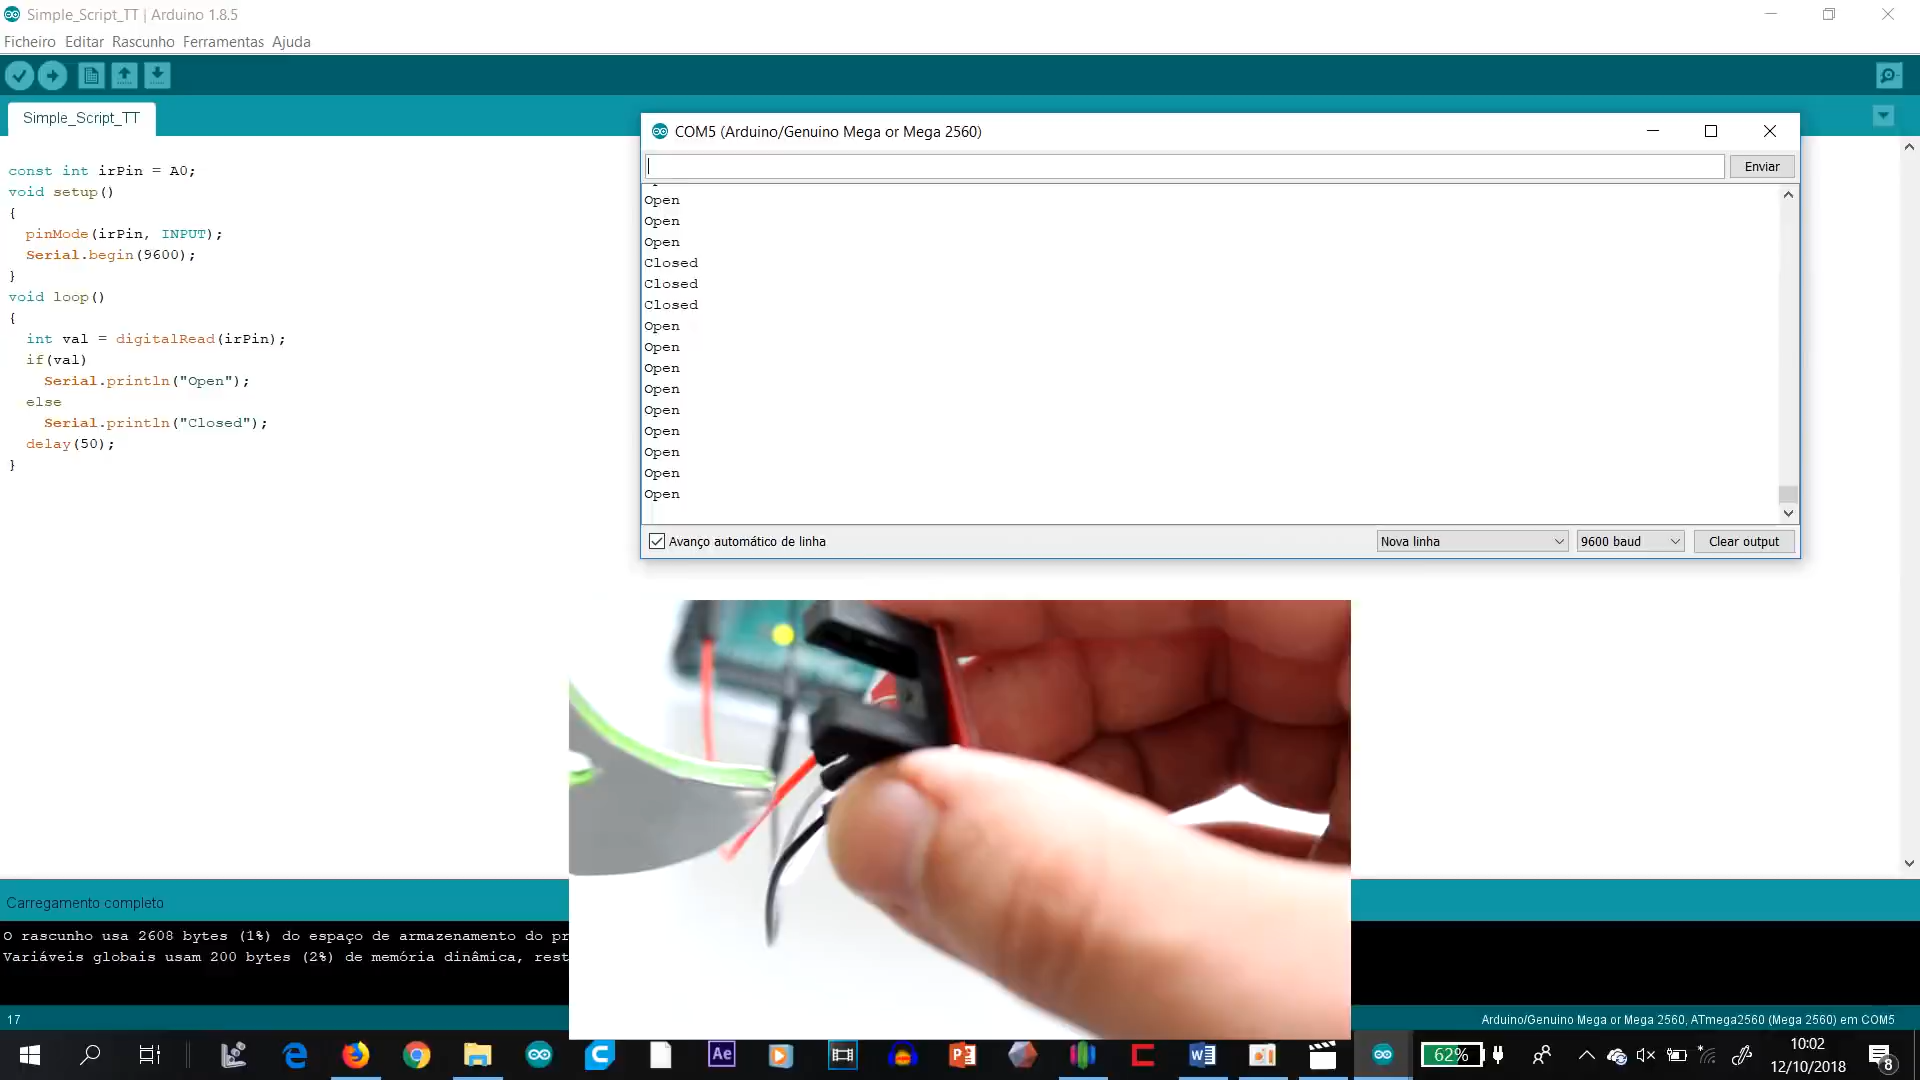 Simple_Script_TT | Arduino 1.8.5
Ficheiro Editar Rascunho Ferramentas Ajuda
Simple_Script_TT
const int irPin = A0;
void setup()
{
pinMode(irPin, INPUT);
Serial.begin(9600);
}
void loop()
{
int val = digitalRead(irPin);
if(val)
Serial.println("Open");
else
Serial.println("Closed");
delay(50);
}
COM5 (Arduino/Genuino Mega or Mega 2560)
Enviar
Open
Open
Open
Closed
Closed
Closed
Open
Open
Open
Open
Open
Open
Open
Open
Open
Avanço automático de linha
Nova linha
9600 baud
Clear output
Carregamento completo
O rascunho usa 2608 bytes (1%) do espaço de armazenamento do pr
Variáveis globais usam 200 bytes (2%) de memória dinâmica, rest
17
Arduino/Genuino Mega or Mega 2560, ATmega2560 (Mega 2560) em COM5
Ae
62%
10:02
12/10/2018
8